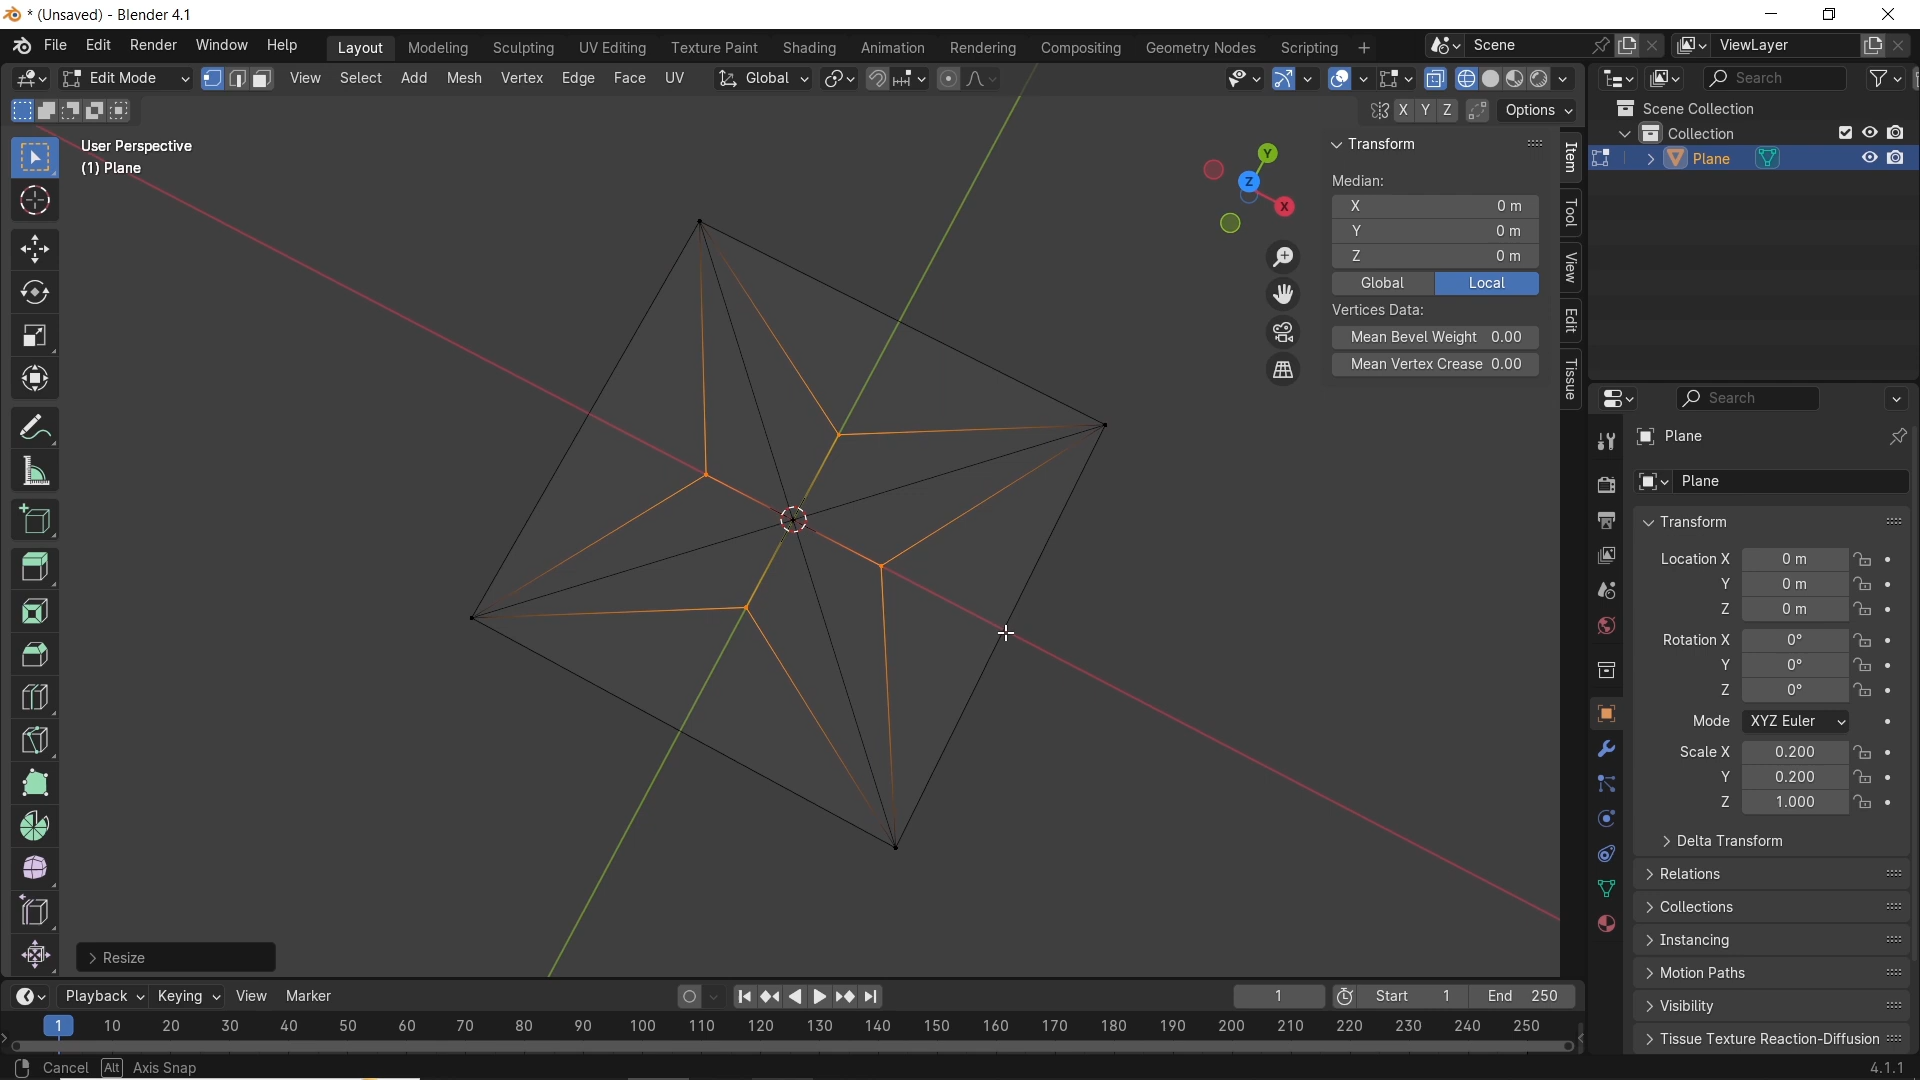 * (Unsaved) - Blender 4.1
File Edit Render Window Help Layout Modeling Sculpting UV Editing Texture Paint Shading Animation Rendering Compositing Geometry Nodes Scripting + Scene ViewLayer
Edit Mode View Select Add Mesh Vertex Edge Face UV Global Search
X Y Z Options
Scene Collection
Collection
Plane
User Perspective
(1) Plane
Y
Z
X
Transform
Median:
X 0 m
Y 0 m
Z 0 m
Global Local
Vertices Data:
Mean Bevel Weight 0.00
Mean Vertex Crease 0.00
Item
Tool
View
Edit
Tissue
Search
Plane
Plane
Transform
Location X 0 m
Y 0 m
Z 0 m
Rotation X 0°
Y 0°
Z 0°
Mode XYZ Euler
Scale X 0.200
Y 0.200
Z 1.000
Delta Transform
Relations
Collections
Instancing
Motion Paths
Visibility
Tissue Texture Reaction-Diffusion
Resize
Playback Keying View Marker 1 Start 1 End 250
1 10 20 30 40 50 60 70 80 90 100 110 120 130 140 150 160 170 180 190 200 210 220 230 240 250
Cancel Alt Axis Snap 4.1.1